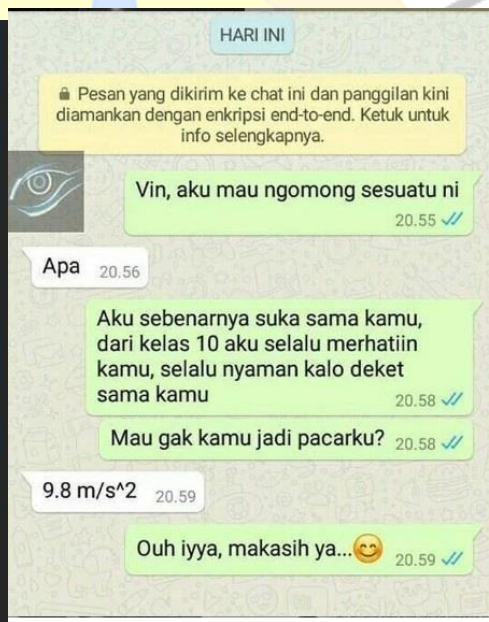 HARI INI
Pesan yang dikirim ke chat ini dan panggilan kini
diamankan dengan enkripsi end-to-end. Ketuk untuk
info selengkapnya.
Vin, aku mau ngomong sesuatu ni
20.55
Apa 20.56
Aku sebenarnya suka sama kamu,
dari kelas 10 aku selalu merhatiin
kamu, selalu nyaman kalo deket
sama kamu 20.58
Mau gak kamu jadi pacarku? 20.58
9.8 m/s^2 20.59
Ouh iyya, makasih ya...😊 20.59